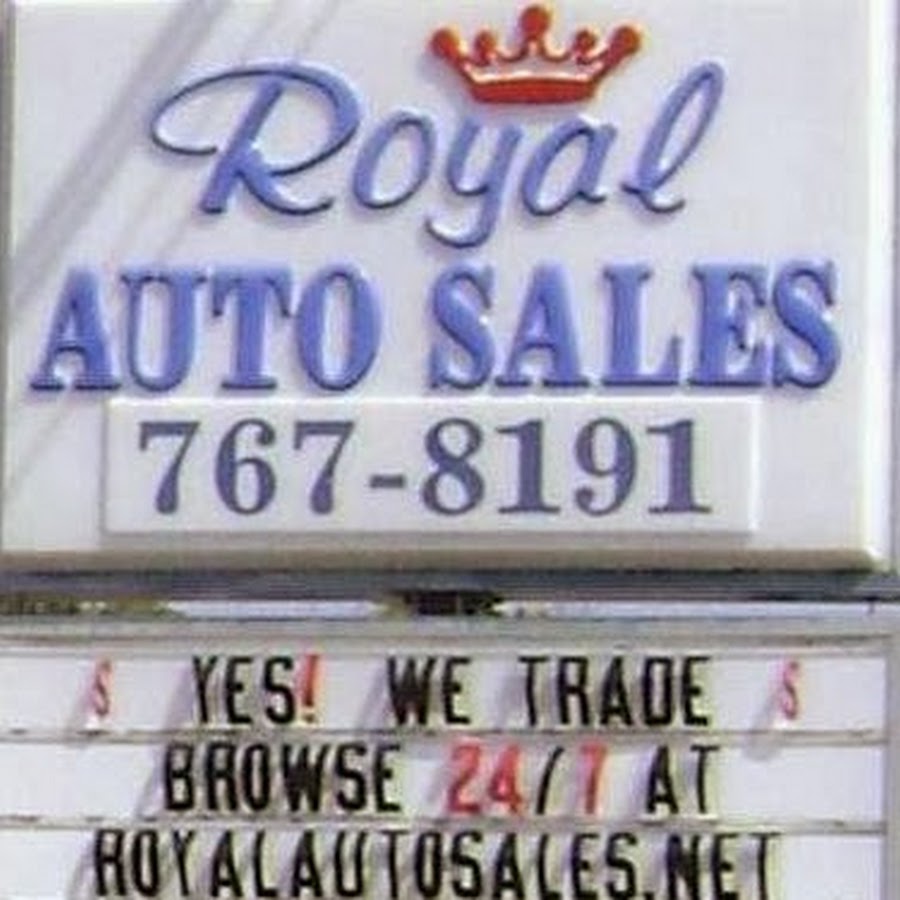 Royal
AUTO SALES
767-8191
$ YES! WE TRADE $
BROWSE 24/7 AT
ROYALAUTOSALES.NET